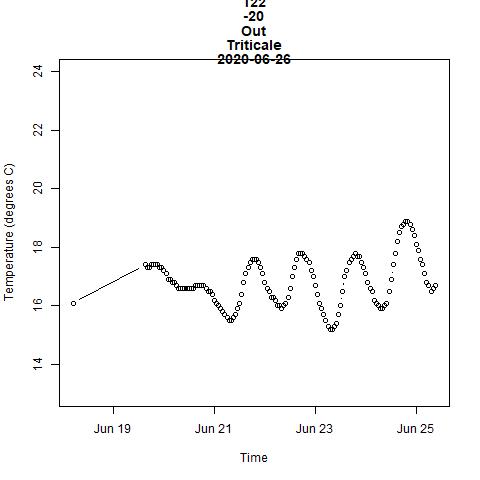 122
-20
Out
Triticale
2020-06-26
Temperature (degrees C)
24
22
20
18
16
14
Jun 19
Jun 21
Jun 23
Jun 25
Time